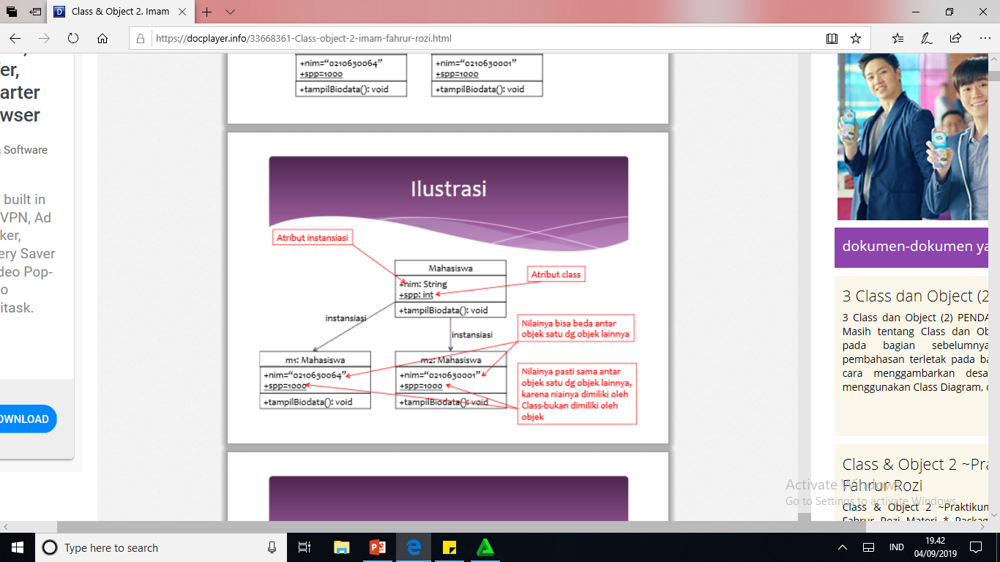 Class & Object 2. Imam
https://docplayer.info/33668361-Class-object-2-imam-fahrur-rozi.html
fer,
arter
wser
Software
built in
VPN, Ad
ker,
ery Saver
deo Pop-
o
itask.
OWNLOAD
+nim="0210630064"
+spp=1000
+tampilBiodata(): void
+nim="0210630001"
+spp=1000
+tampilBiodata(): void
Ilustrasi
Atribut instansiasi
Mahasiswa
+nim: String
+spp: int
+tampilBiodata(): void
Atribut class
instansiasi
instansiasi
Nilainya bisa beda antar
objek satu dg objek lainnya
m1: Mahasiswa
+nim="0210630064"
+spp=1000
+tampilBiodata(): void
m2: Mahasiswa
+nim="0210630001"
+spp=1000
+tampilBiodata(): void
Nilainya pasti sama antar
objek satu dg objek lainnya,
karena niainya dimiliki oleh
Class-bukan dimiliki oleh
objek
dokumen-dokumen ya
3 Class dan Object (2
3 Class dan Object (2) PENDA
Masih tentang Class dan Ob
pada bagian sebelumnya
pembahasan terletak pada ba
cara menggambarkan desa
menggunakan Class Diagram,
Class & Object 2 ~Pra
Fahrur Rozi
Class & Object 2 ~Praktikun
Fahrur Rozi Materi * Packag
Activate Windows
Go to Settings to activate Windows.
Type here to search
IND
19.42
04/09/2019